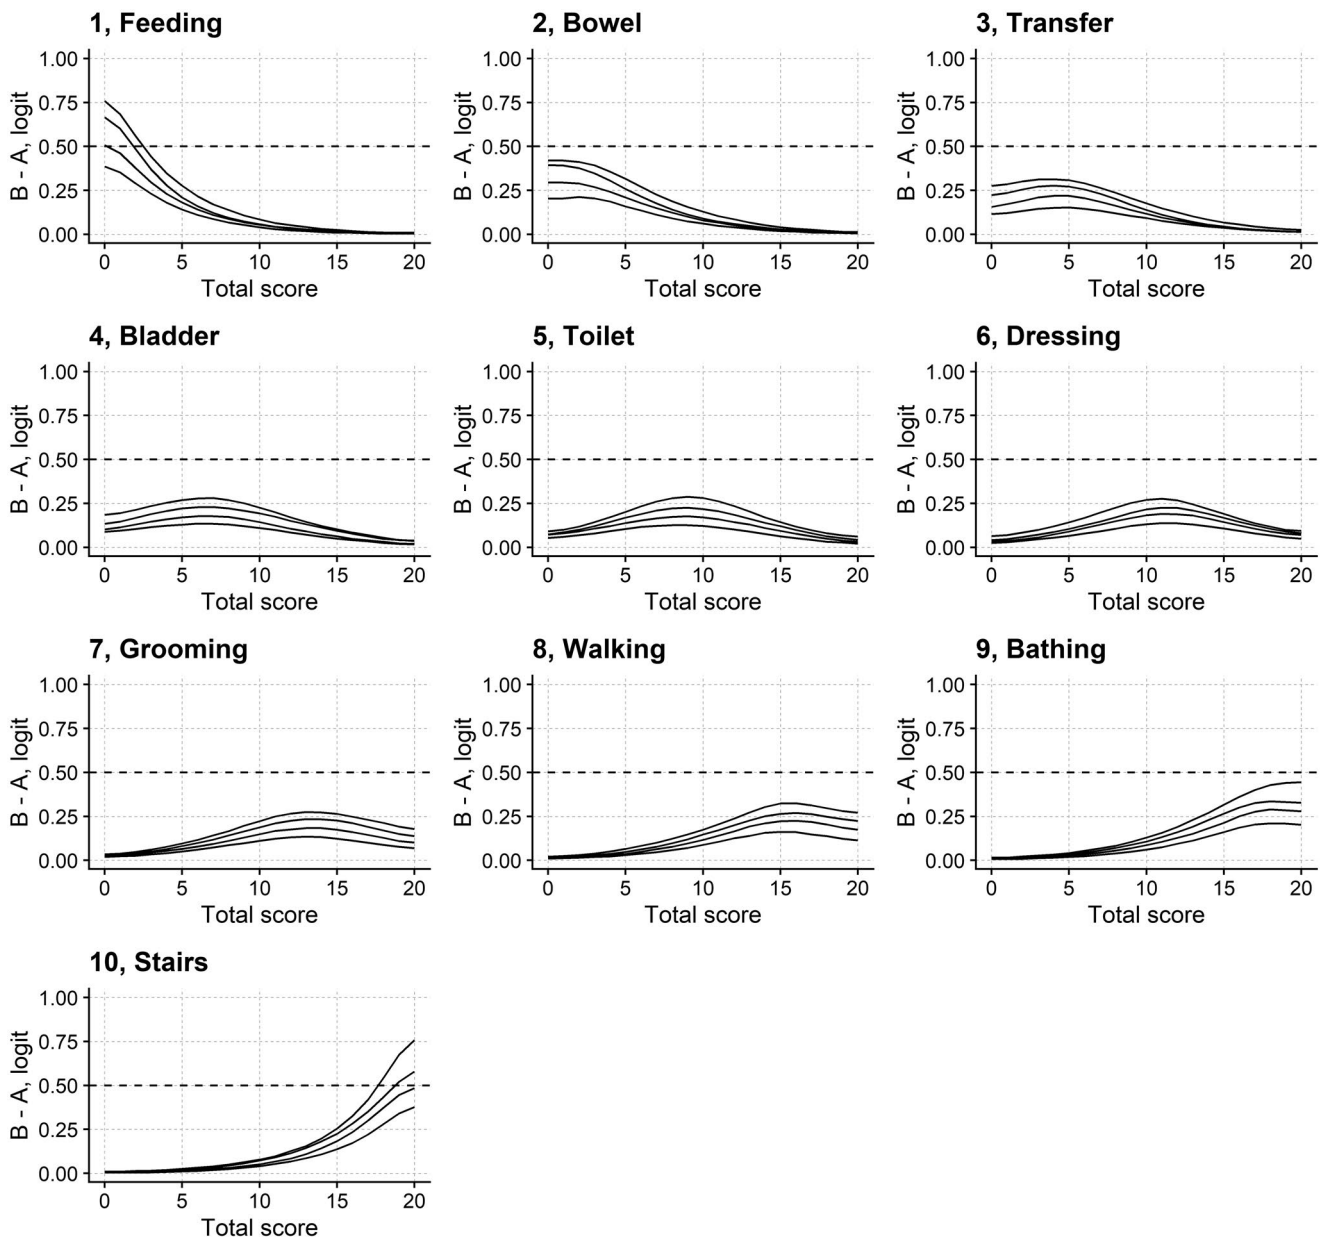 1, Feeding
2, Bowel
3, Transfer
B - A, logit
1.00
0.75
0.50
0.25
0.00
0 5 10 15 20
Total score
B - A, logit
1.00
0.75
0.50
0.25
0.00
0 5 10 15 20
Total score
B - A, logit
1.00
0.75
0.50
0.25
0.00
0 5 10 15 20
Total score
4, Bladder
5, Toilet
6, Dressing
B - A, logit
1.00
0.75
0.50
0.25
0.00
0 5 10 15 20
Total score
B - A, logit
1.00
0.75
0.50
0.25
0.00
0 5 10 15 20
Total score
B - A, logit
1.00
0.75
0.50
0.25
0.00
0 5 10 15 20
Total score
7, Grooming
8, Walking
9, Bathing
B - A, logit
1.00
0.75
0.50
0.25
0.00
0 5 10 15 20
Total score
B - A, logit
1.00
0.75
0.50
0.25
0.00
0 5 10 15 20
Total score
B - A, logit
1.00
0.75
0.50
0.25
0.00
0 5 10 15 20
Total score
10, Stairs
B - A, logit
1.00
0.75
0.50
0.25
0.00
0 5 10 15 20
Total score